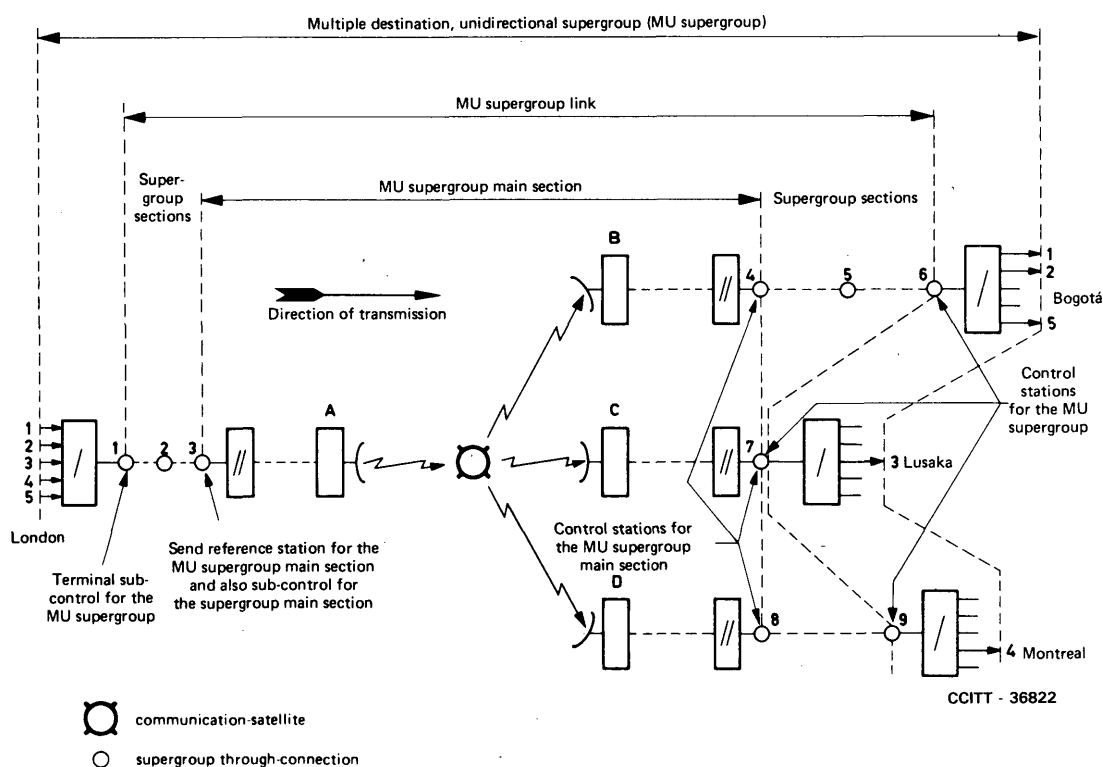 Multiple destination, unidirectional supergroup (MU supergroup)
MU supergroup link
Super-
group
sections
MU supergroup main section
Supergroup sections
B
4
5
6
1
2
5
Bogotá
Direction of transmission
Control
stations
for the MU
supergroup
A
C
1
2
3
4
5
1
2
3
7
3 Lusaka
London
Terminal sub-
control for the
MU supergroup
Send reference station for the
MU supergroup main section
and also sub-control for
the supergroup main section
Control stations for
the MU supergroup
main section
D
8
9
4 Montreal
CCITT - 36822
communication-satellite
supergroup through-connection